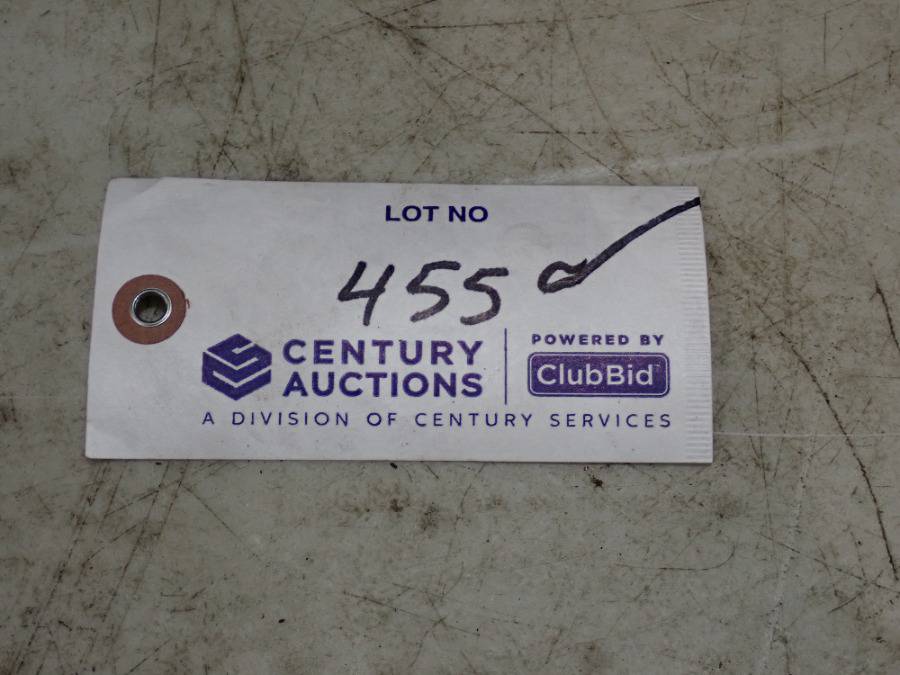 LOT NO
455
CENTURY
AUCTIONS
POWERED BY
ClubBid
A DIVISION OF CENTURY SERVICES